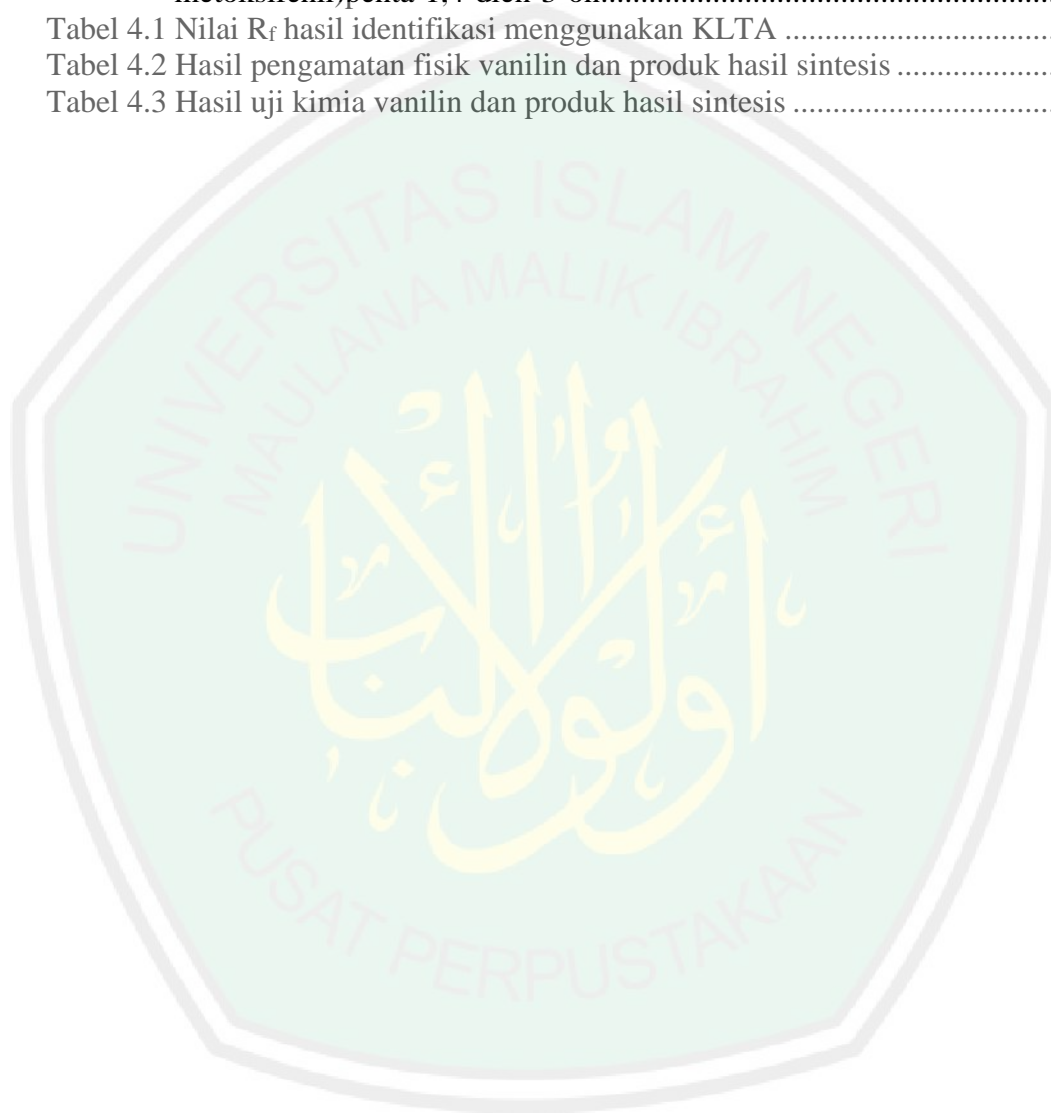 Tabel 4.1 Nilai Rf hasil identifikasi menggunakan KLTA ..................................
Tabel 4.2 Hasil pengamatan fisik vanilin dan produk hasil sintesis ....................
Tabel 4.3 Hasil uji kimia vanilin dan produk hasil sintesis .................................
UNIVERSITAS ISLAM NEGERI
MAULANA MALIK IBRAHIM
أولو الألباب
PUSAT PERPUSTAKAAN